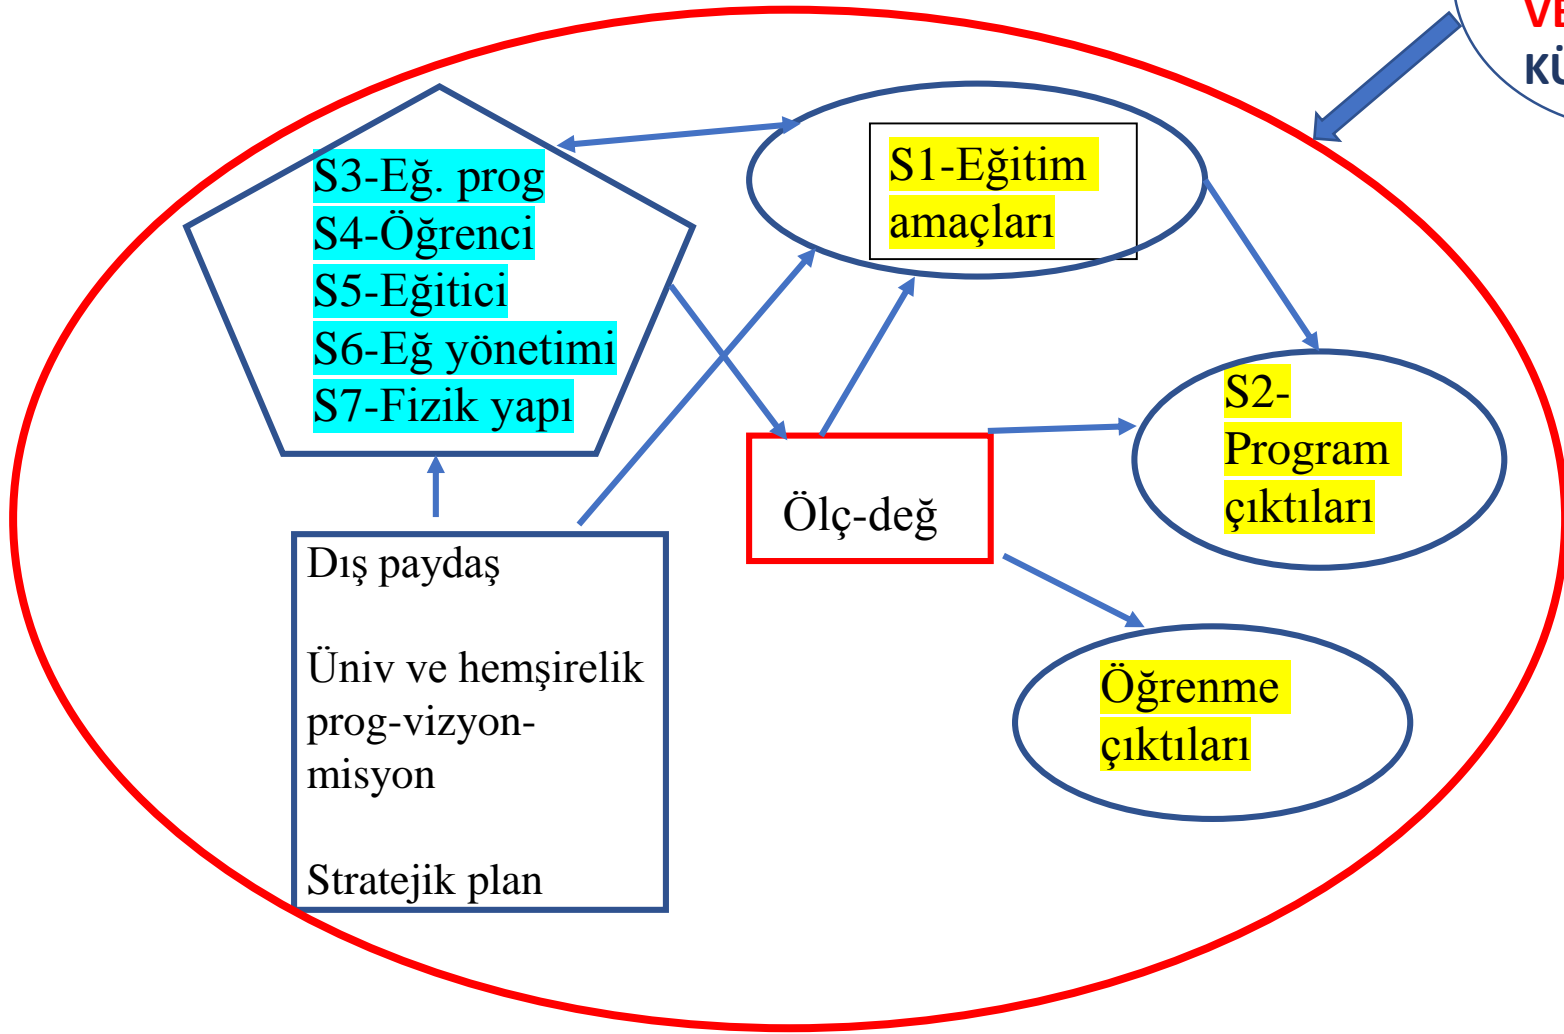 S3-Eğ. prog
S4-Öğrenci
S5-Eğitici
S6-Eğ yönetimi
S7-Fizik yapı
S1-Eğitim
amaçları
S2-
Program
çıktıları
Ölç-değ
Dış paydaş
Üniv ve hemşirelik
prog-vizyon-
misyon
Stratejik plan
Öğrenme
çıktıları